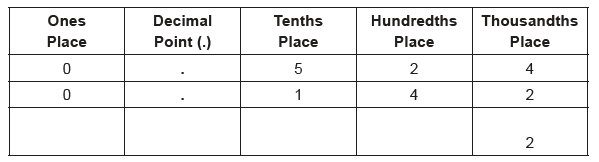 Ones Place Decimal Point (.) Tenths Place Hundredths Place Thousandths Place
0 . 5 2 4
0 . 1 4 2
2